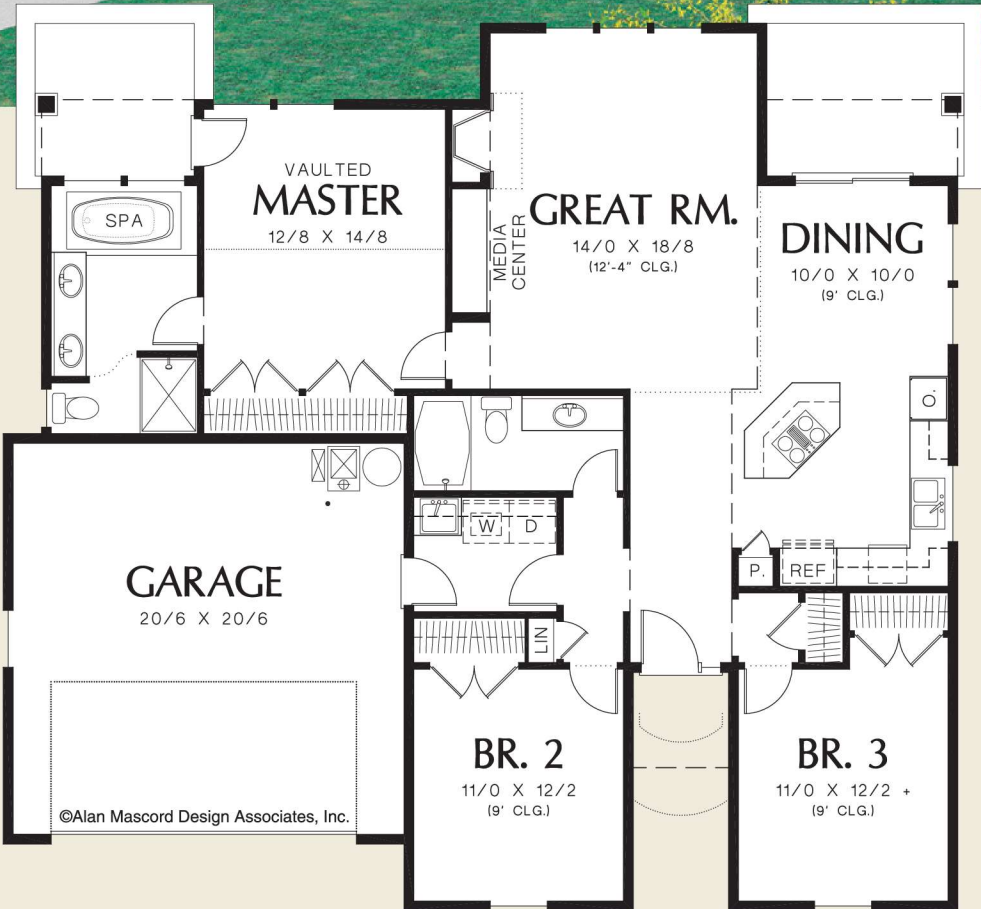 VAULTED
MASTER
12/8 X 14/8
SPA
MEDIA
CENTER
GREAT RM.
14/0 X 18/8
(12'-4" CLG.)
DINING
10/0 X 10/0
(9' CLG.)
O.
W
D
P.
REF
GARAGE
20/6 X 20/6
LIN
BR. 2
11/0 X 12/2
(9' CLG.)
BR. 3
11/0 X 12/2 +
(9' CLG.)
©Alan Mascord Design Associates, Inc.